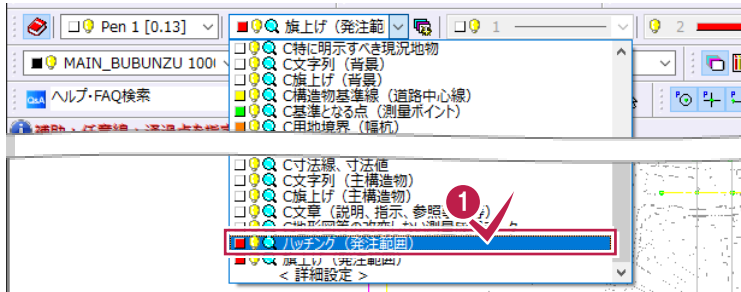 Pen 1 [0.13]
旗上げ（発注範
1
2
C特に明示すべき現況地物
MAIN_BUBUNZU 100
C文字列（背景）
C旗上げ（背景）
Q&A ヘルプ・FAQ検索
C構造物基準線（道路中心線）
C基準となる点（測量ポイント）
C用地境界（幅杭）
C寸法線、寸法値
C文字列（主構造物）
C旗上げ（主構造物）
C文章（説明、指示、参照
1
ハッチング（発注範囲）
旗上げ（発注範囲）
< 詳細設定 >